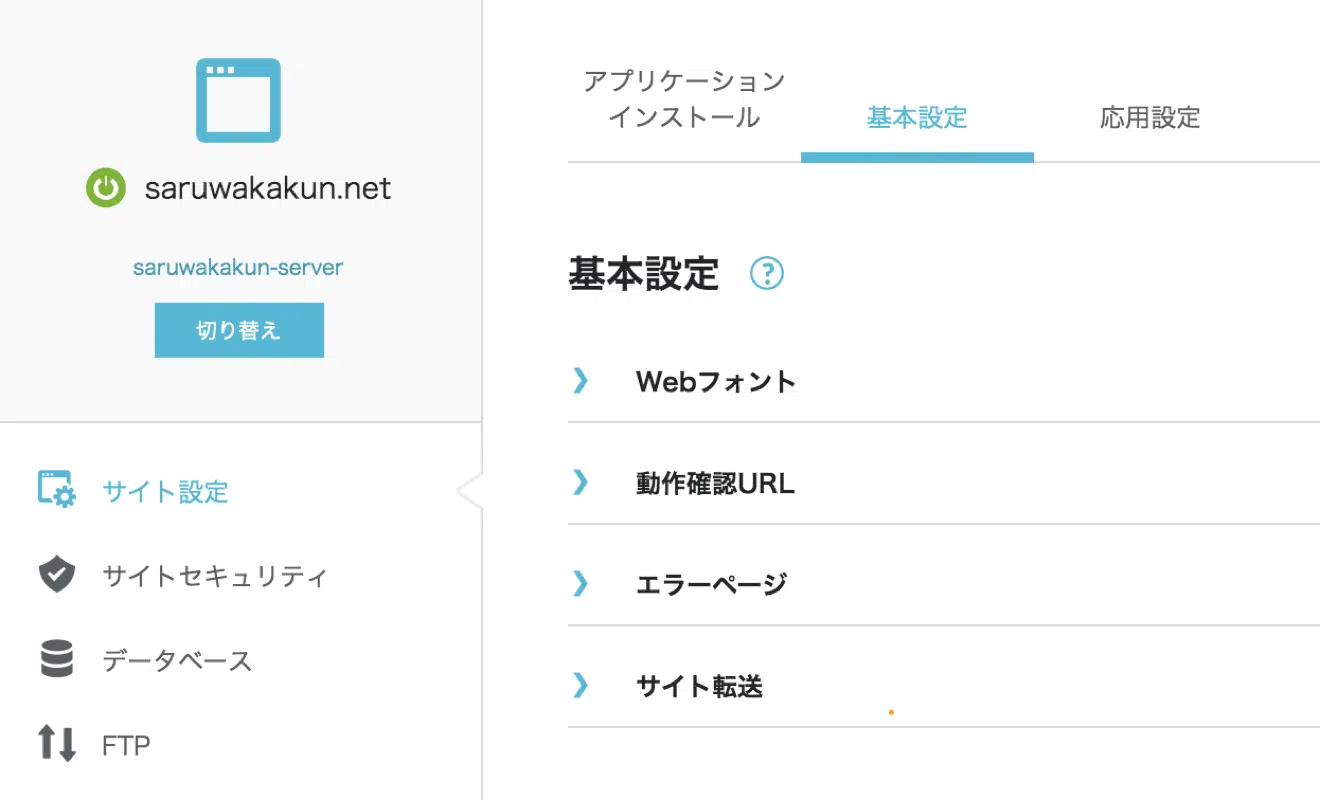 saruwakakun.net
saruwakakun-server
切り替え
サイト設定
サイトセキュリティ
データベース
FTP
アプリケーション
インストール
基本設定
応用設定
基本設定 ?
Webフォント
動作確認URL
エラーページ
サイト転送